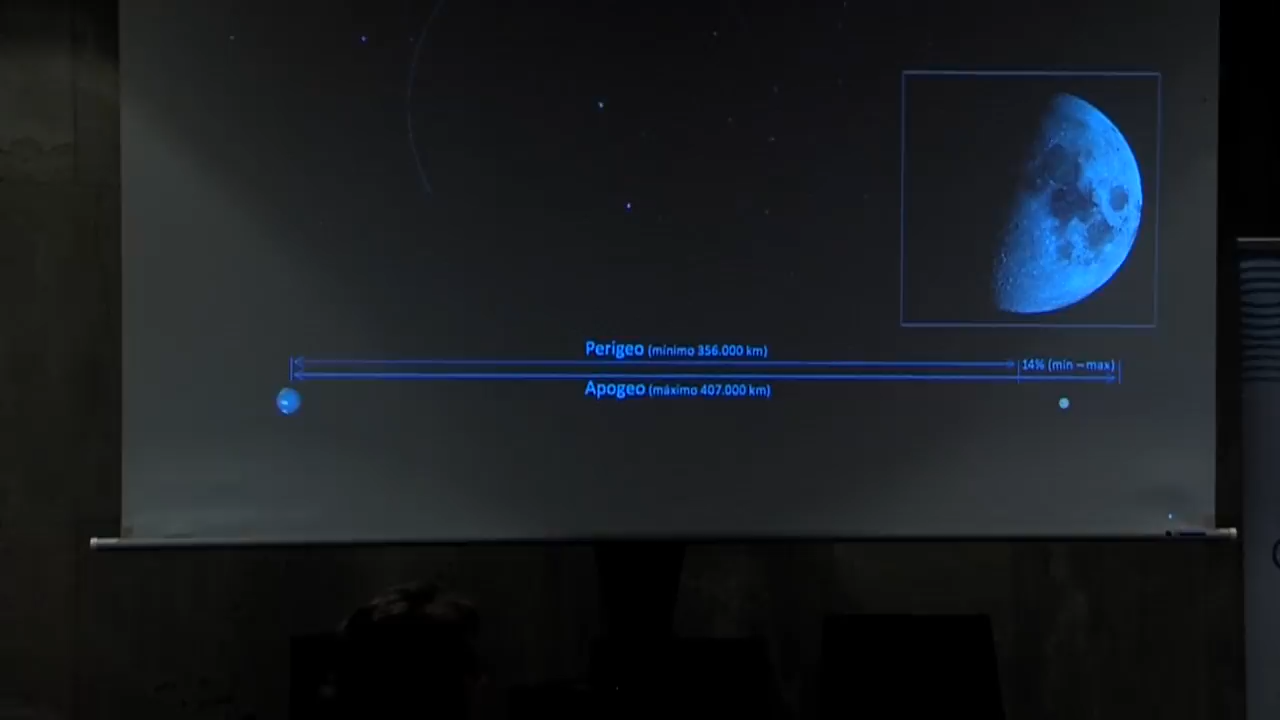 Perigeo (mínimo 356.000 km)
14% (min – max)
Apogeo (máximo 407.000 km)